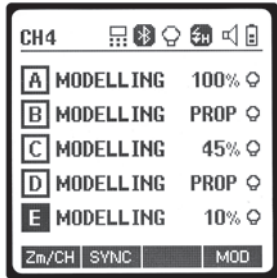 CH4 H
A MODELLING 100%
B MODELLING PROP
C MODELLING 45%
D MODELLING PROP
E MODELLING 10%
Zm/CH SYNC MOD